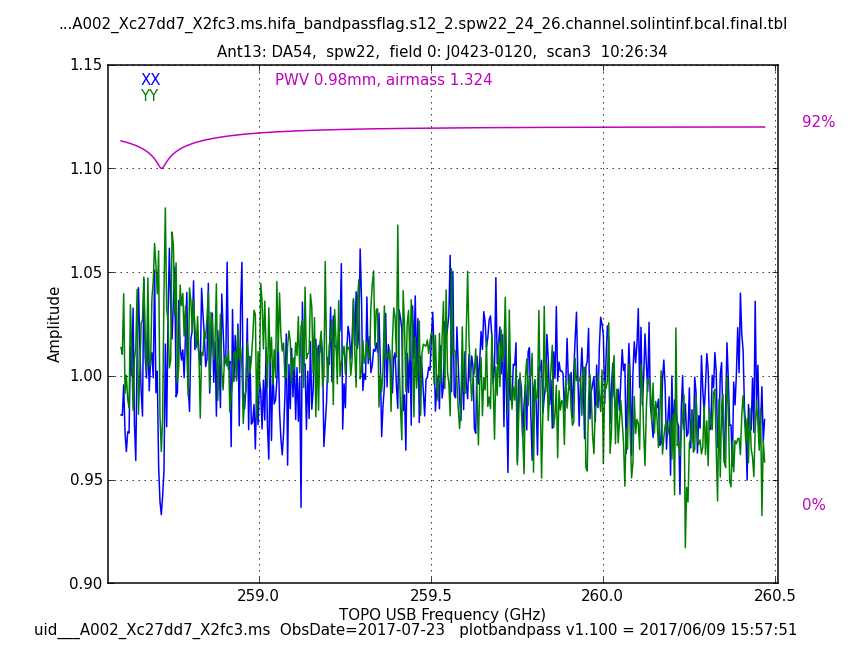 ...A002_Xc27dd7_X2fc3.ms.hifa_bandpassflag.s12_2.spw22_24_26.channel.solintinf.bcal.final.tbl
Ant13: DA54,  spw22,  field 0: J0423-0120,  scan3  10:26:34
1.15
XX
PWV 0.98mm, airmass 1.324
YY
92%
1.10
1.05
Amplitude
1.00
0.95
0%
0.90
259.0 259.5 260.0 260.5
TOPO USB Frequency (GHz)
uid___A002_Xc27dd7_X2fc3.ms  ObsDate=2017-07-23   plotbandpass v1.100 = 2017/06/09 15:57:51